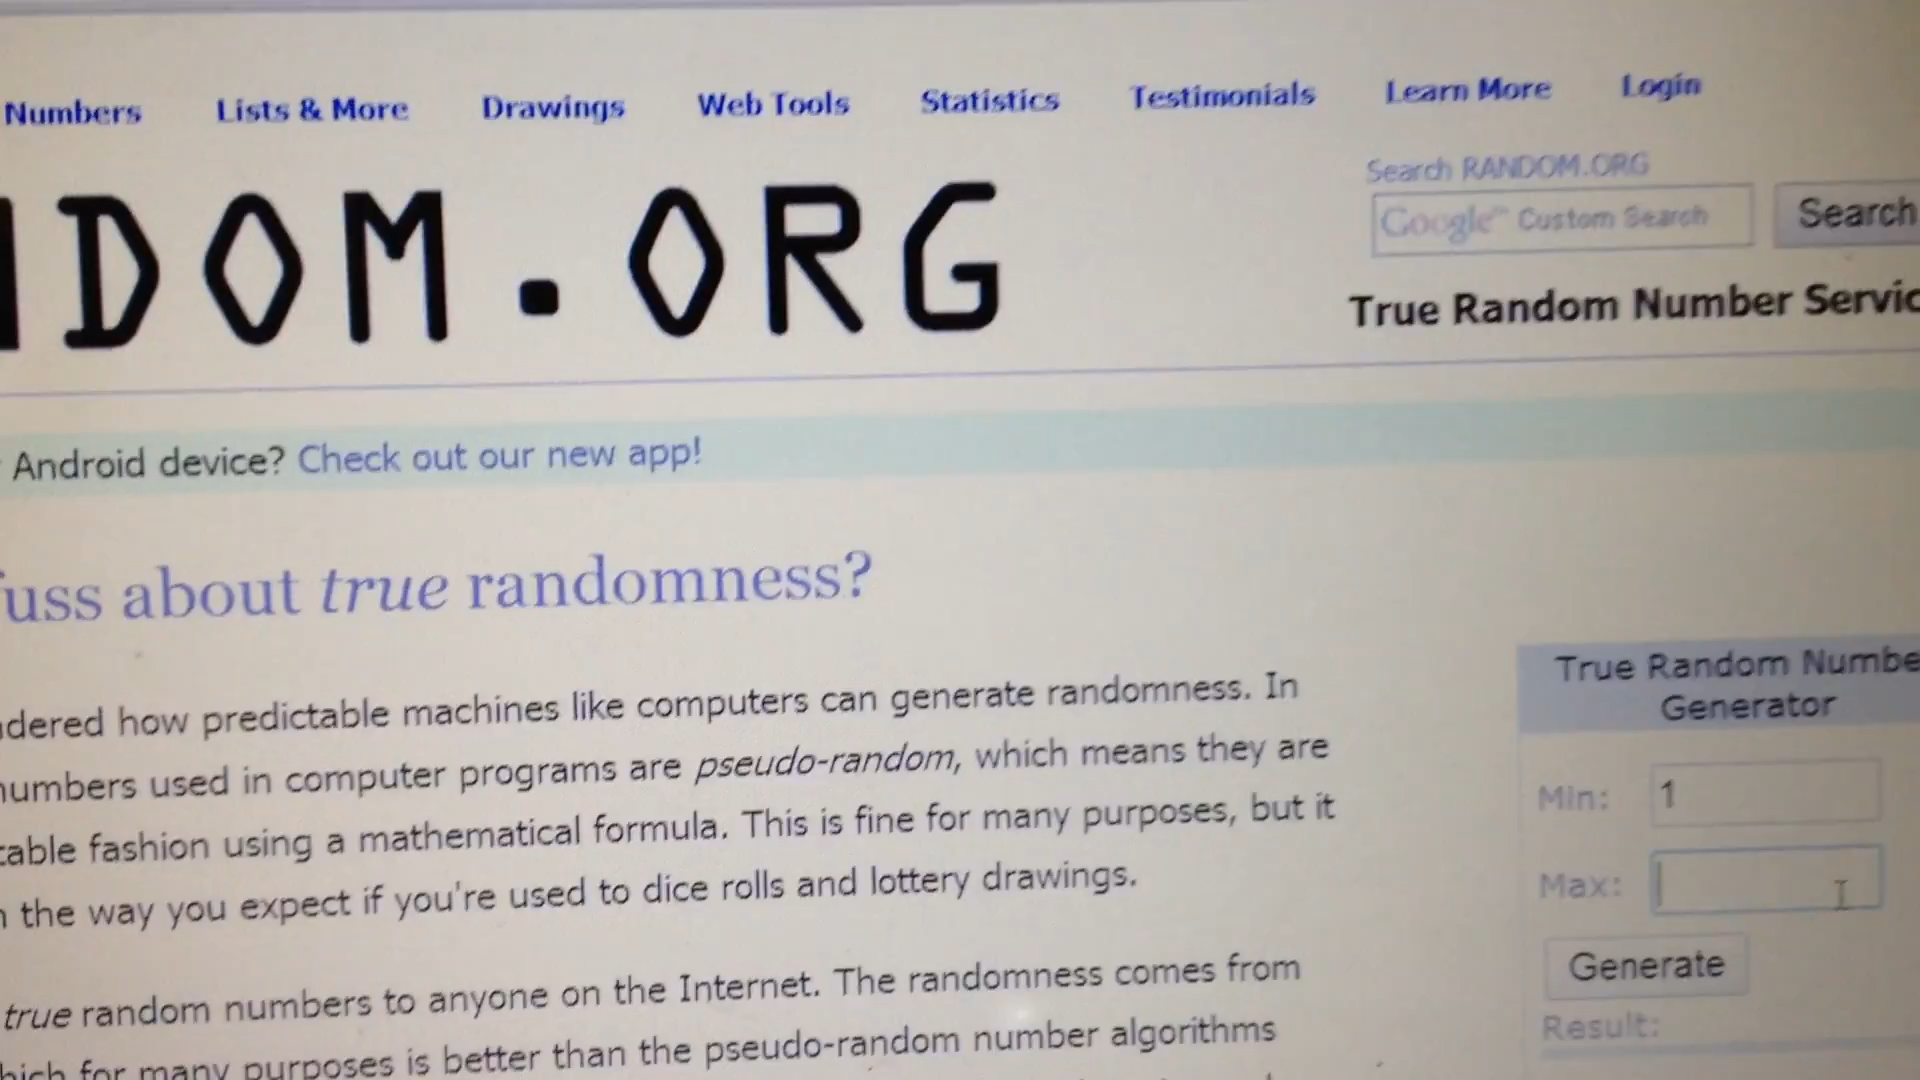 Numbers Lists & More Drawings Web Tools Statistics Testimonials Learn More Login
Search RANDOM.ORG
Google™ Custom Search Search
DOM.ORG
True Random Number Servic
Android device? Check out our new app!
fuss about true randomness?
dered how predictable machines like computers can generate randomness. In
numbers used in computer programs are pseudo-random, which means they are
table fashion using a mathematical formula. This is fine for many purposes, but it
the way you expect if you're used to dice rolls and lottery drawings.
true random numbers to anyone on the Internet. The randomness comes from
hich for many purposes is better than the pseudo-random number algorithms
True Random Numbe
Generator
Min: 1
Max:
Generate
Result: